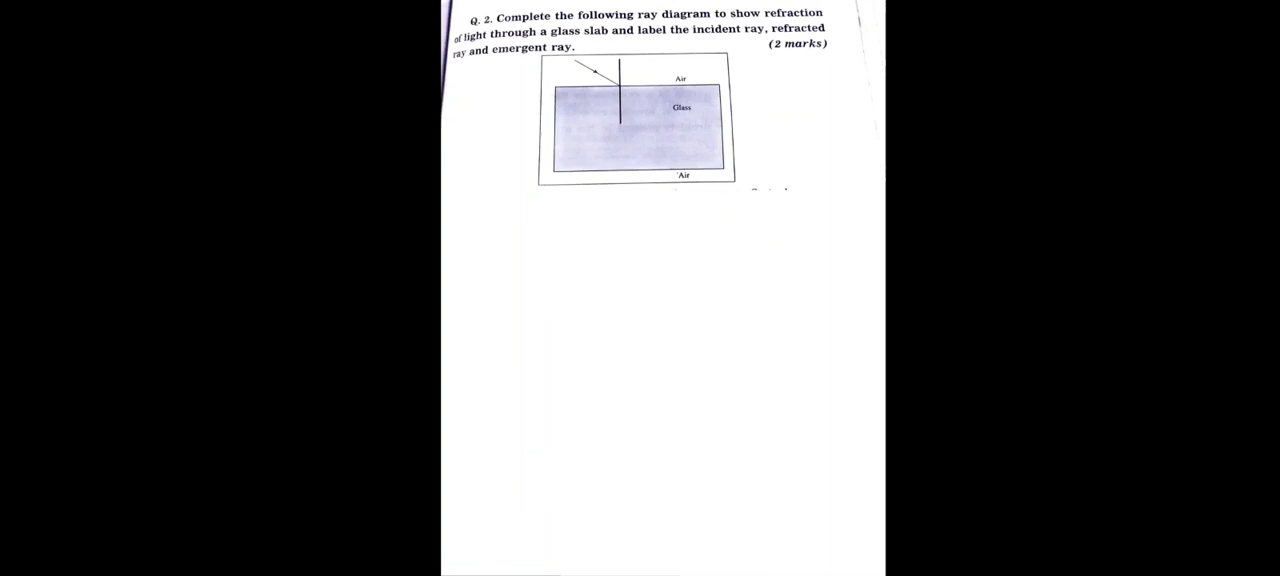 Q. 2. Complete the following ray diagram to show refraction
of light through a glass slab and label the incident ray, refracted
ray and emergent ray. (2 marks)
Air
Glass
Air